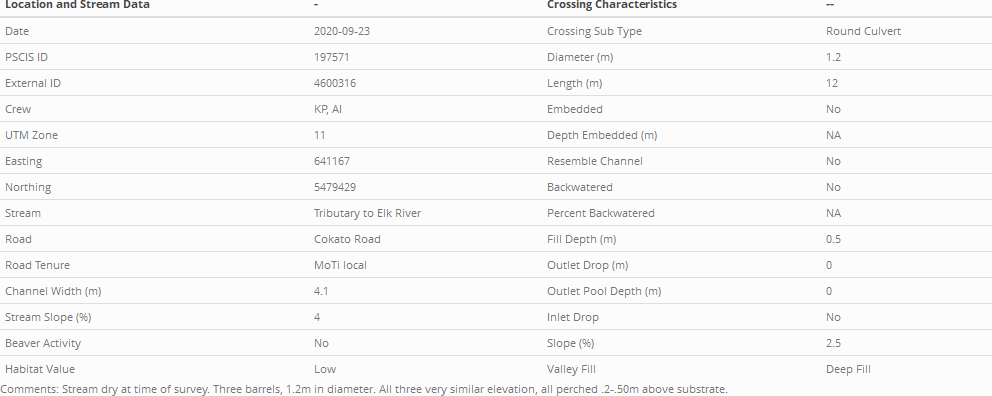 Location and Stream Data - Crossing Characteristics --
Date 2020-09-23 Crossing Sub Type Round Culvert
PSCIS ID 197571 Diameter (m) 1.2
External ID 4600316 Length (m) 12
Crew KP, AI Embedded No
UTM Zone 11 Depth Embedded (m) NA
Easting 641167 Resemble Channel No
Northing 5479429 Backwatered No
Stream Tributary to Elk River Percent Backwatered NA
Road Cokato Road Fill Depth (m) 0.5
Road Tenure MoTi local Outlet Drop (m) 0
Channel Width (m) 4.1 Outlet Pool Depth (m) 0
Stream Slope (%) 4 Inlet Drop No
Beaver Activity No Slope (%) 2.5
Habitat Value Low Valley Fill Deep Fill
Comments: Stream dry at time of survey. Three barrels, 1.2m in diameter. All three very similar elevation, all perched .2-.50m above substrate.